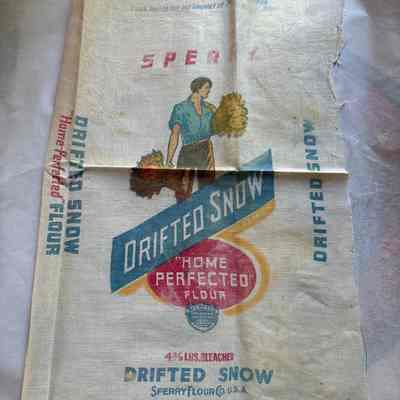 SPERRY
DRIFTED SNOW
"HOME
PERFECTED"
FLOUR
4⅞ LBS. BLEACHED
DRIFTED SNOW
SPERRY FLOUR CO. U.S.A.
DRIFTED SNOW
"Home Perfected" FLOUR
DRIFTED SNOW